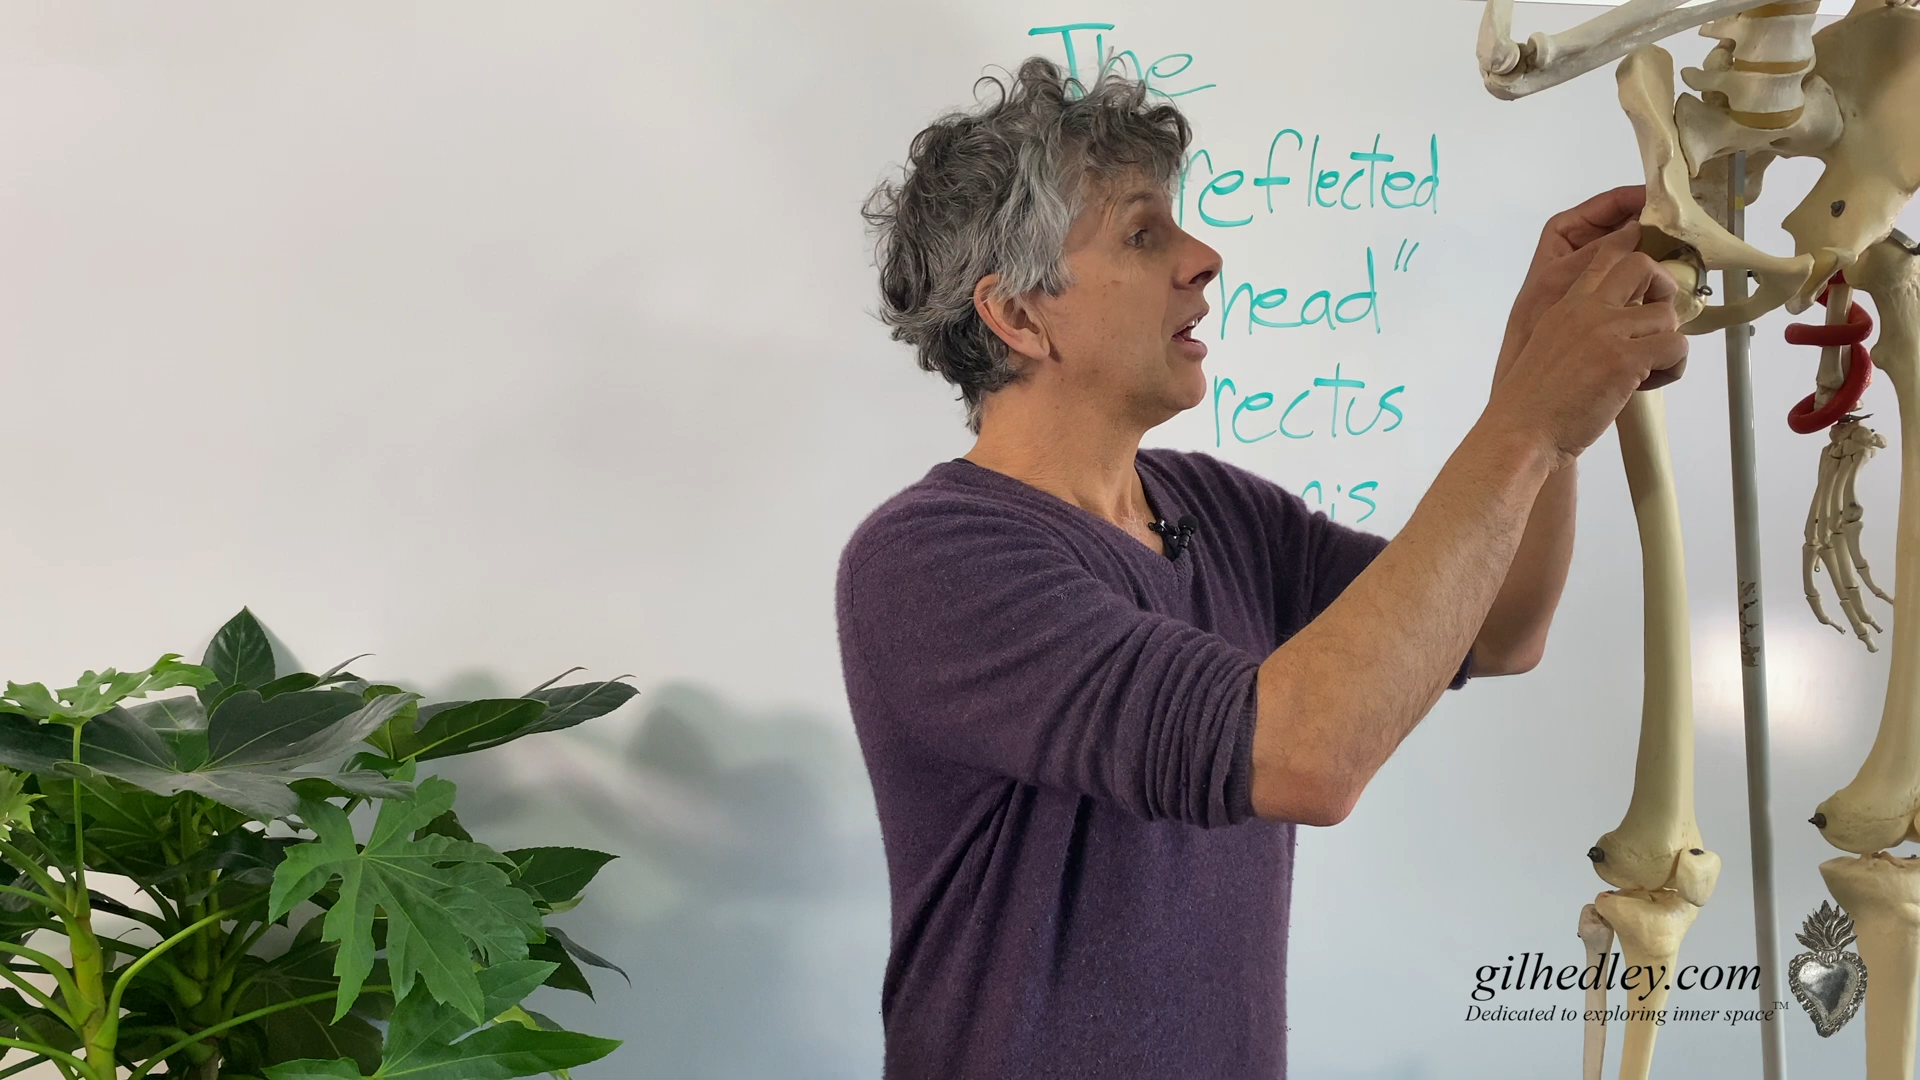 The
reflected
head"
rectus
gilhedley.com
Dedicated to exploring inner space™